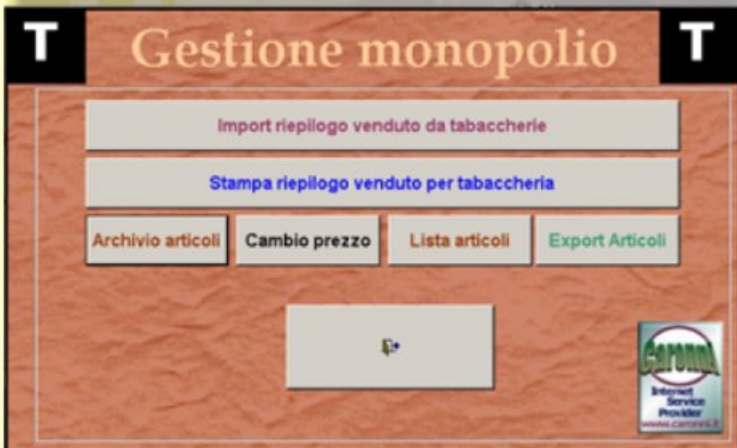 T Gestione monopolio T
Import riepilogo venduto da tabaccherie
Stampa riepilogo venduto per tabaccheria
Archivio articoli Cambio prezzo Lista articoli Export Articoli
Caronni
Internet
Service
Provider
www.caronni.it